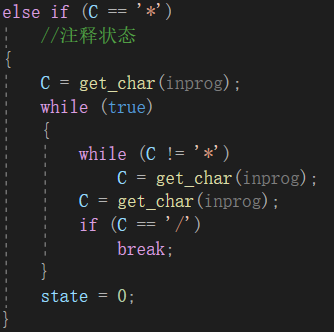 else if (C == '*')
//注释状态
{
C = get_char(inprog);
while (true)
{
while (C != '*')
C = get_char(inprog);
C = get_char(inprog);
if (C == '/')
break;
}
state = 0;
}